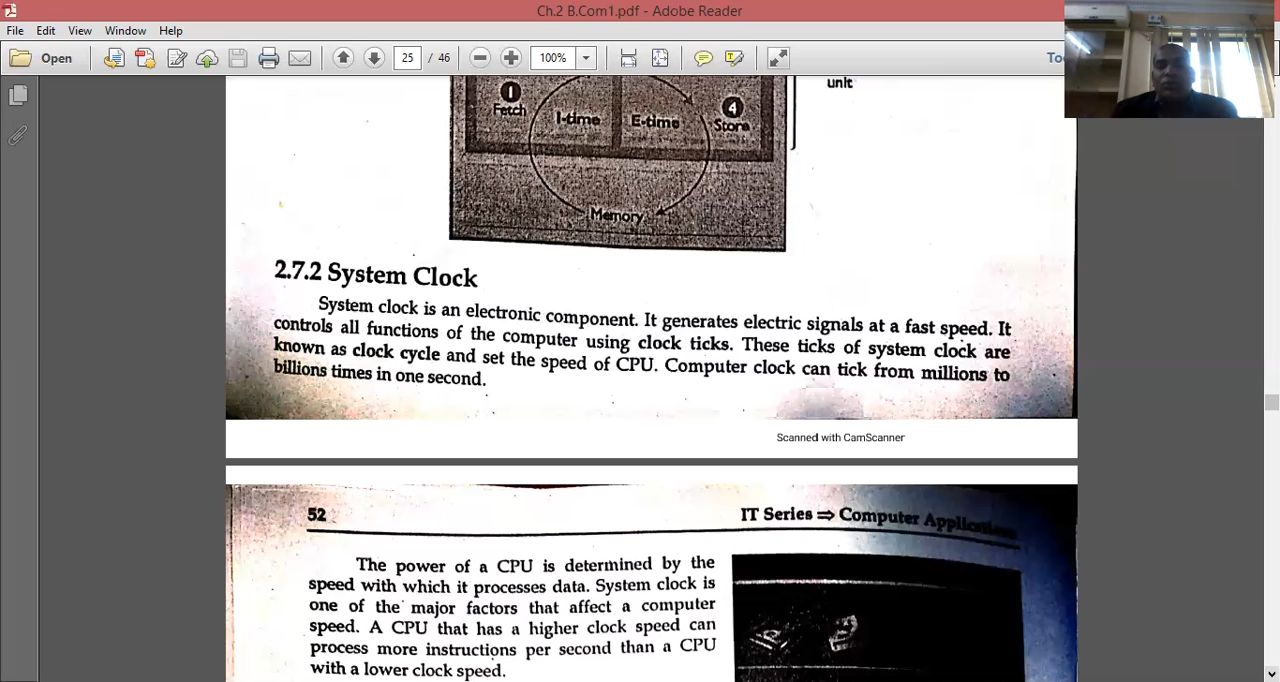 Ch.2 B.Com1.pdf - Adobe Reader
File Edit View Window Help
Open 25 / 46 100%
unit
1 Fetch I-time E-time 4 Store
Memory
2.7.2 System Clock
System clock is an electronic component. It generates electric signals at a fast speed. It
controls all functions of the computer using clock ticks. These ticks of system clock are
known as clock cycle and set the speed of CPU. Computer clock can tick from millions to
billions times in one second.
Scanned with CamScanner
52 IT Series ⇒ Computer Applications
The power of a CPU is determined by the
speed with which it processes data. System clock is
one of the major factors that affect a computer
speed. A CPU that has a higher clock speed can
process more instructions per second than a CPU
with a lower clock speed.